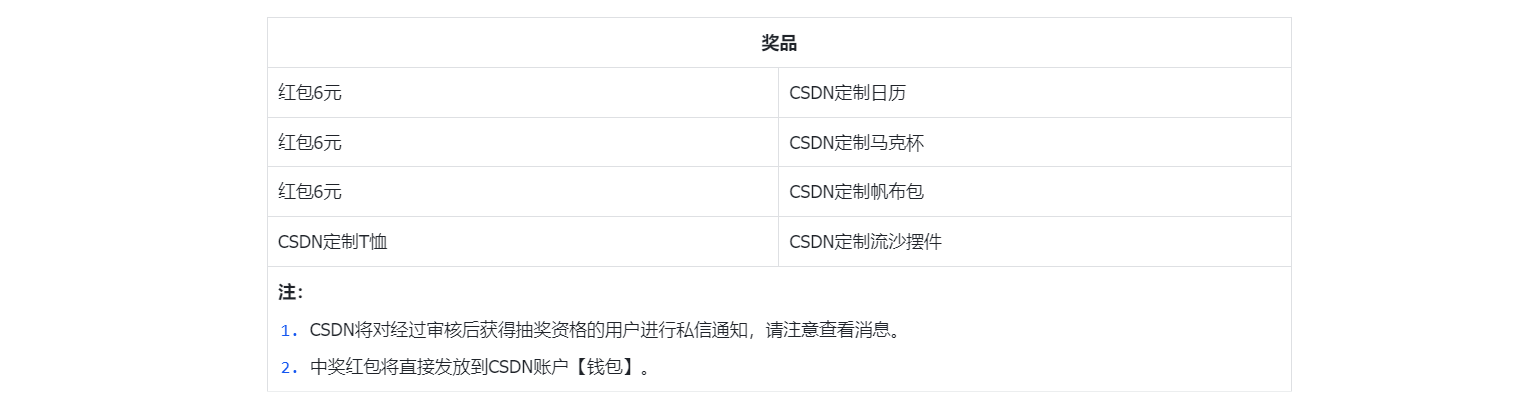 奖品
红包6元 CSDN定制日历
红包6元 CSDN定制马克杯
红包6元 CSDN定制帆布包
CSDN定制T恤 CSDN定制流沙摆件
注：
1. CSDN将对经过审核后获得抽奖资格的用户进行私信通知，请注意查看消息。
2. 中奖红包将直接发放到CSDN账户【钱包】。